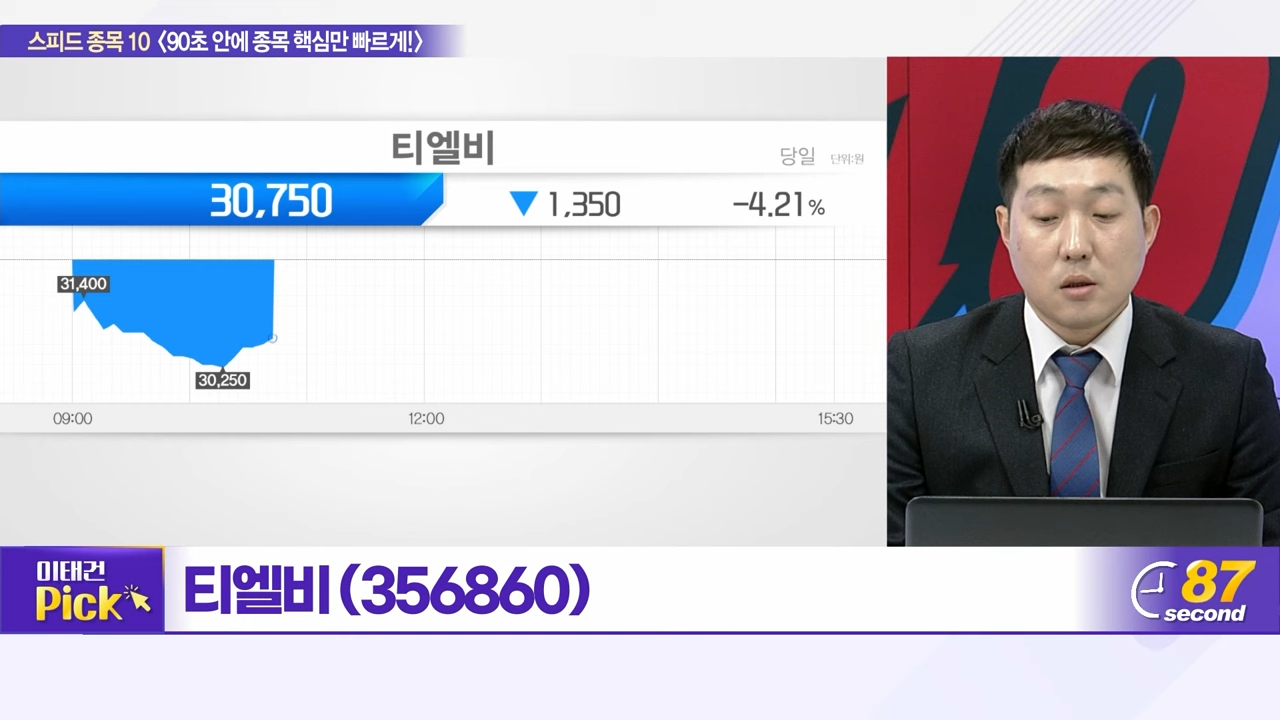 스피드 종목 10 〈90초 안에 종목 핵심만 빠르게!〉
티엘비
당일 단위:원
30,750 ▼ 1,350 -4.21%
31,400
30,250
09:00 12:00 15:30
이태건
Pick
티엘비 (356860)
87
second
10